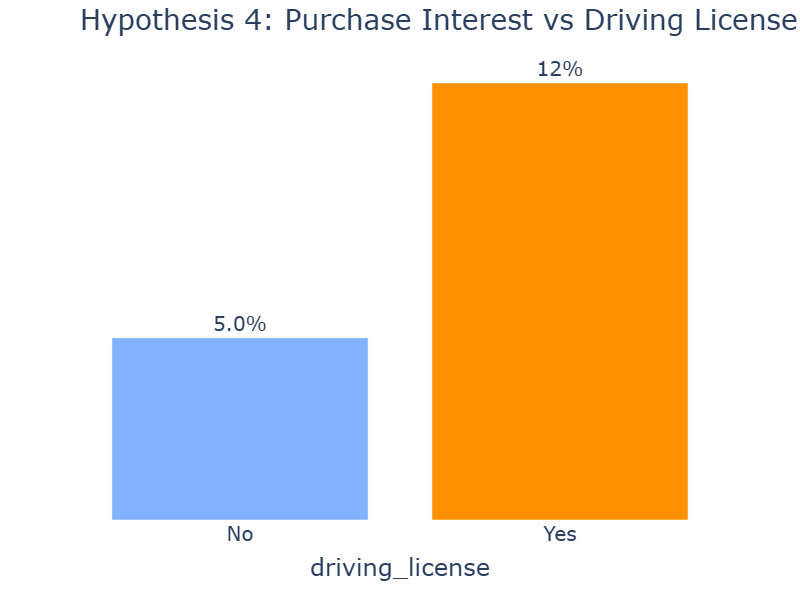 Hypothesis 4: Purchase Interest vs Driving License
12%
5.0%
No Yes
driving_license